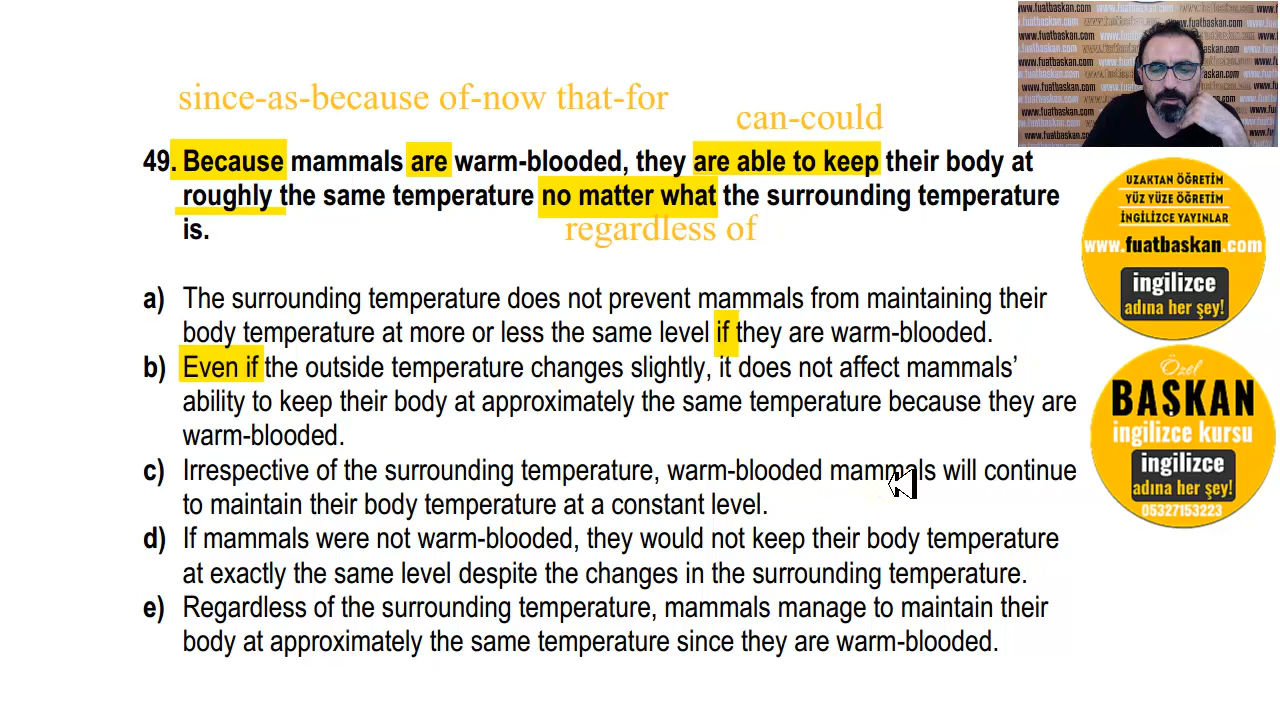 www.fuatbaskan.com
since-as-because of-now that-for
can-could
49. Because mammals are warm-blooded, they are able to keep their body at
roughly the same temperature no matter what the surrounding temperature
is.
regardless of
a) The surrounding temperature does not prevent mammals from maintaining their
body temperature at more or less the same level if they are warm-blooded.
b) Even if the outside temperature changes slightly, it does not affect mammals’
ability to keep their body at approximately the same temperature because they are
warm-blooded.
c) Irrespective of the surrounding temperature, warm-blooded mammals will continue
to maintain their body temperature at a constant level.
d) If mammals were not warm-blooded, they would not keep their body temperature
at exactly the same level despite the changes in the surrounding temperature.
e) Regardless of the surrounding temperature, mammals manage to maintain their
body at approximately the same temperature since they are warm-blooded.
UZAKTAN ÖĞRETİM
YÜZ YÜZE ÖĞRETİM
İNGİLİZCE YAYINLAR
www.fuatbaskan.com
ingilizce
adına her şey!
Özel
BAŞKAN
ingilizce kursu
ingilizce
adına her şey!
05327153223